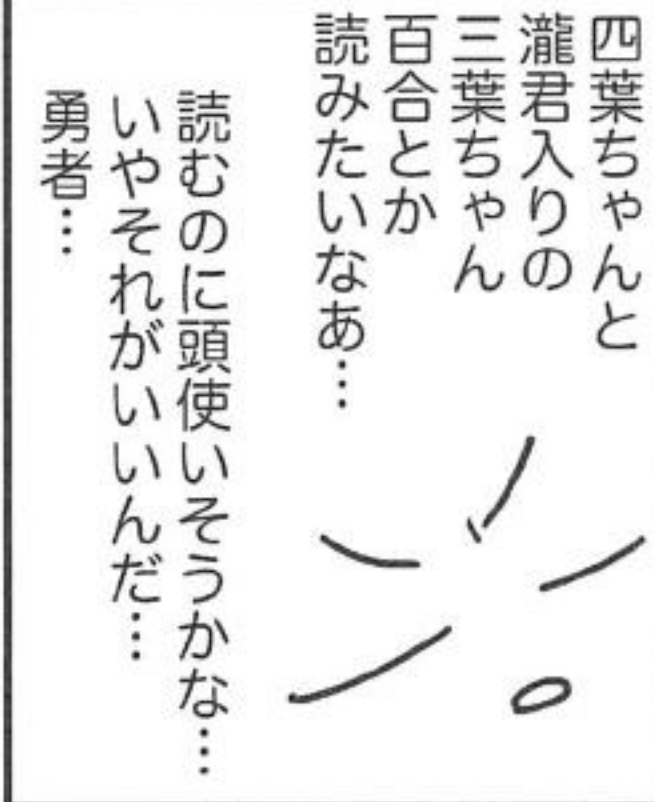 四葉ちゃんと
瀧君入りの
三葉ちゃん
百合とか
読みたいなあ…
読むのに頭使いそうかな…
いやそれがいいんだ…
勇者…